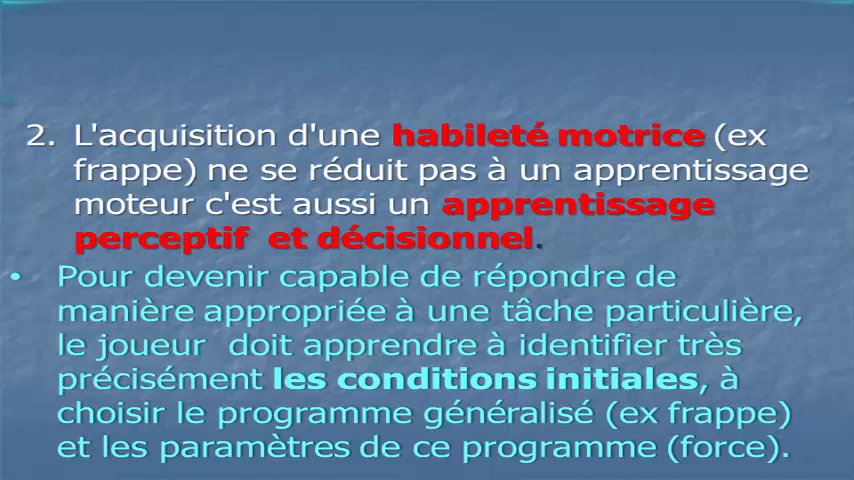 2. L'acquisition d'une habileté motrice (ex
frappe) ne se réduit pas à un apprentissage
moteur c'est aussi un apprentissage
perceptif et décisionnel.
• Pour devenir capable de répondre de
manière appropriée à une tâche particulière,
le joueur doit apprendre à identifier très
précisément les conditions initiales, à
choisir le programme généralisé (ex frappe)
et les paramètres de ce programme (force).